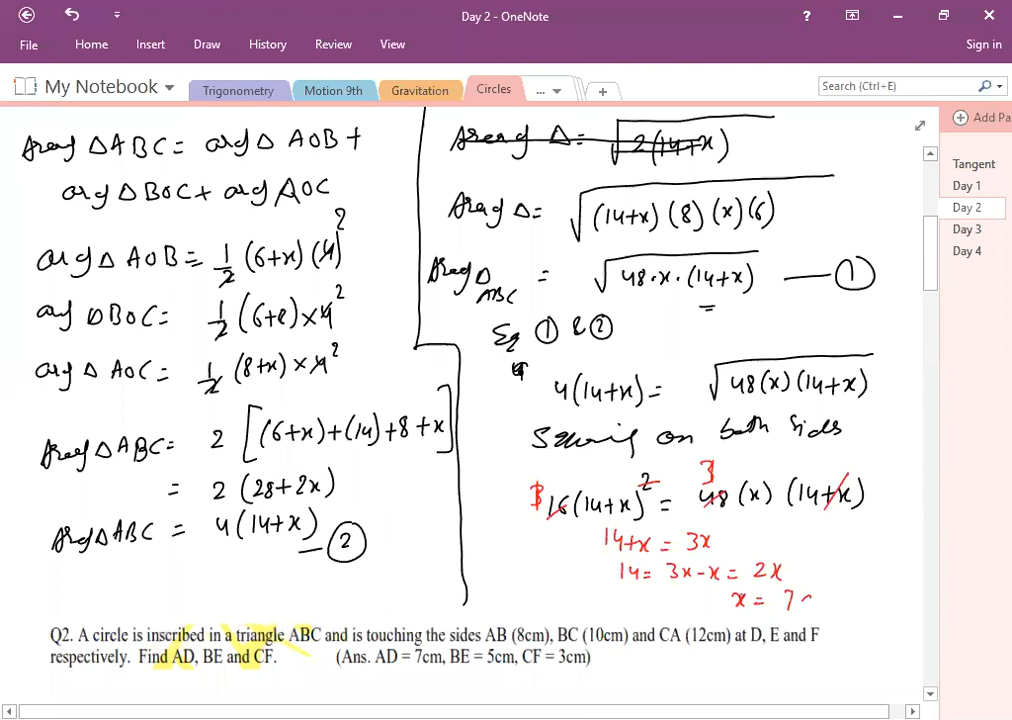 Day 2 - OneNote
?
File Home Insert Draw History Review View
Sign in
My Notebook
Trigonometry Motion 9th Gravitation Circles ... +
Search (Ctrl+E)
Add Pa
Tangent
Day 1
Day 2
Day 3
Day 4
Area of ΔABC = ar of Δ AOB +
ar of ΔBOC + ar of AOC
ar of Δ AOB = 1/2 (6+x) (4) 2
ar of ΔBOC = 1/2 (6+8) × 4 2
ar of Δ AOC = 1/2 (8+x) × 4 2
Area of ΔABC = 2 [(6+x)+(14)+8+x]
= 2 (28+2x)
Area of ΔABC = 4(14+x) — ②
Area of Δ = √2(14+x)
Area of Δ = √(14+x)(8)(x)(6)
Area of Δ ABC = √48·x·(14+x) — ①
Eq ① & ②
4(14+x) = √48(x)(14+x)
on both sides
16(14+x)² = 48 (x) (14+x)
3
14+x = 3x
14 = 3x-x = 2x
x = 7
Q2. A circle is inscribed in a triangle ABC and is touching the sides AB (8cm), BC (10cm) and CA (12cm) at D, E and F
respectively. Find AD, BE and CF. (Ans. AD = 7cm, BE = 5cm, CF = 3cm)